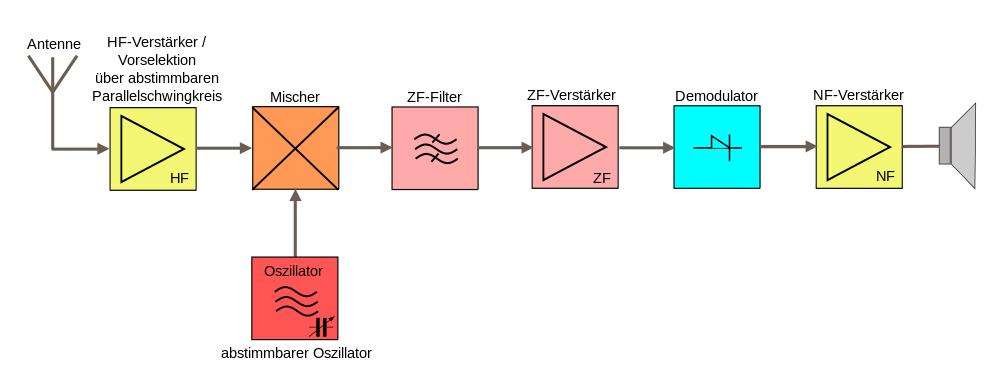 Antenne
HF-Verstärker /
Vorselektion
über abstimmbaren
Parallelschwingkreis
HF
Mischer
ZF-Filter
ZF-Verstärker
ZF
Demodulator
NF-Verstärker
NF
Oszillator
abstimmbarer Oszillator